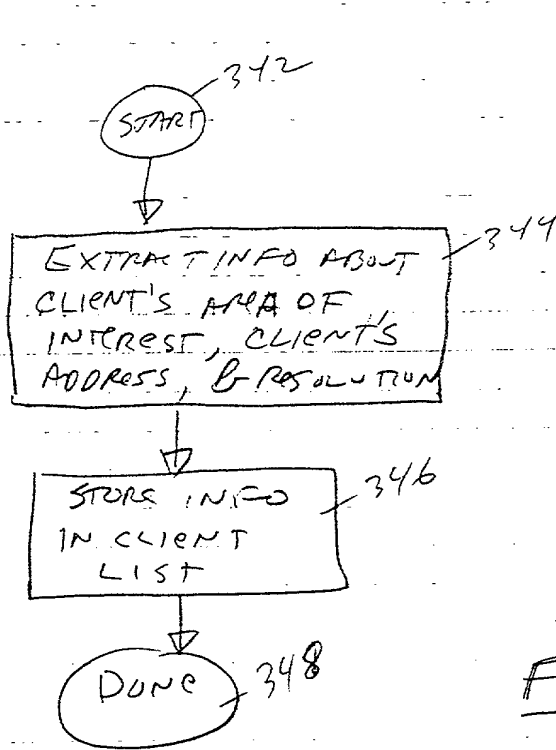 342
START
344
EXTRACT INFO ABOUT
CLIENT'S AREA OF
INTEREST, CLIENT'S
ADDRESS, & RESOLUTION
346
STORE INFO
IN CLIENT
LIST
DONE
348
F